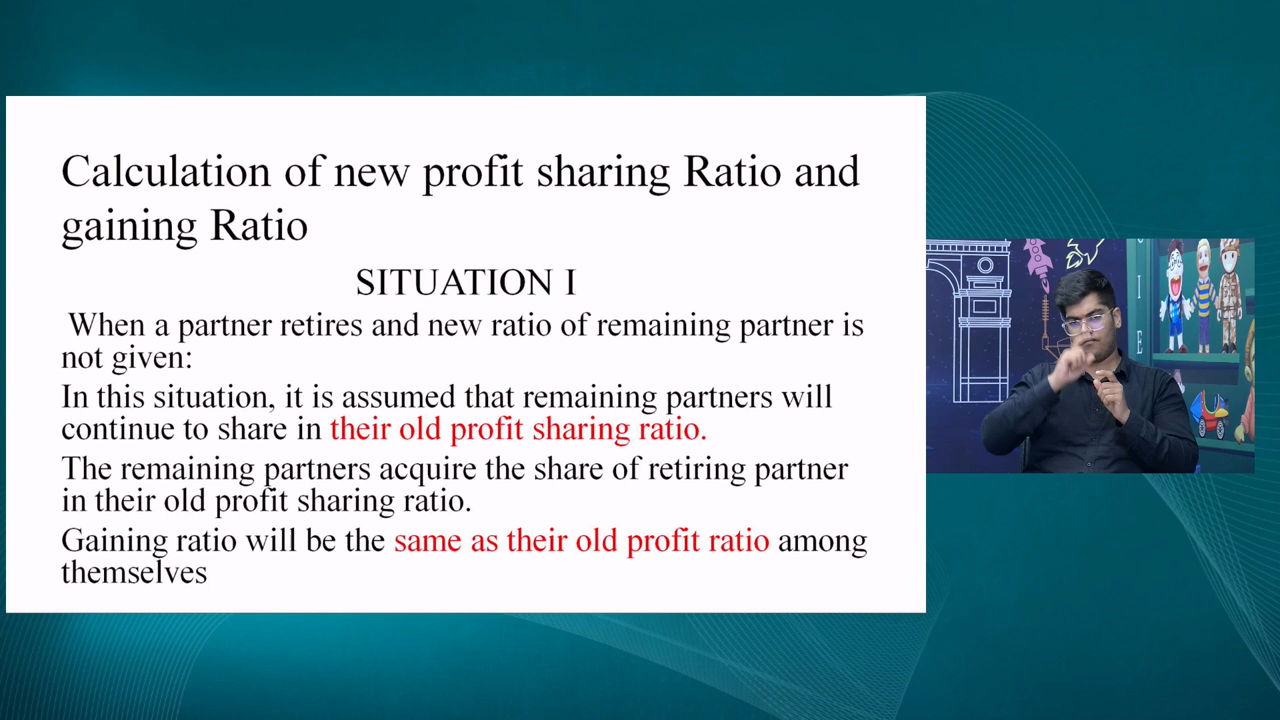 Calculation of new profit sharing Ratio and
gaining Ratio
SITUATION I
When a partner retires and new ratio of remaining partner is
not given:
In this situation, it is assumed that remaining partners will
continue to share in their old profit sharing ratio.
The remaining partners acquire the share of retiring partner
in their old profit sharing ratio.
Gaining ratio will be the same as their old profit ratio among
themselves
I
E